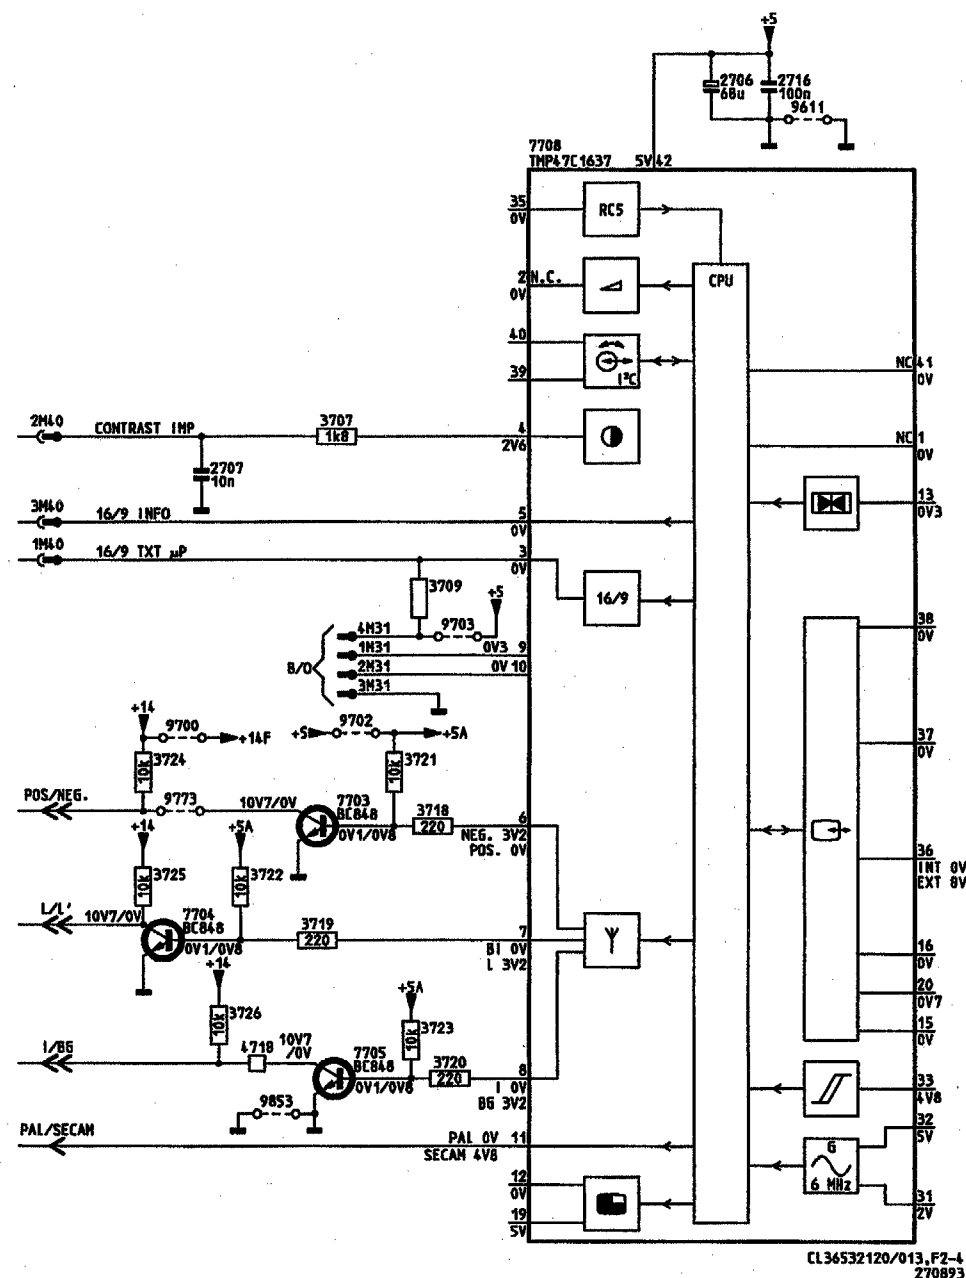 +5
2706
68u
2716
100n
9611
7708
TMP47C1637
5V 42
35
0V
RC5
CPU
2 N.C.
0V
40
39
I²C
NC 41
0V
2M40
CONTRAST IMP
3707
1k8
4
2V6
NC 1
0V
2707
10n
13
0V3
3M40
16/9 INFO
5
0V
1M40
16/9 TXT µP
3
0V
3709
16/9
+5
4M31
9703
1M31
0V3 9
B/O
2M31
0V 10
3M31
38
0V
+14
9700
+14F
+5
9702
+5A
3724
10k
3721
10k
37
0V
POS/NEG.
9773
10V7/0V
7703
BC848
0V1/0V8
3718
220
6
NEG. 3V2
POS. 0V
+14
+5A
3725
10k
3722
10k
36
INT 0V
EXT 8V
L/L'
10V7/0V
7704
BC848
0V1/0V8
3719
220
7
BI 0V
L 3V2
16
0V
20
0V7
15
0V
+14
3726
10k
+5A
3723
10k
I/BG
4718
10V7
/0V
7705
BC848
0V1/0V8
3720
220
8
I 0V
BG 3V2
33
4V8
9853
32
5V
PAL/SECAM
PAL 0V 11
SECAM 4V8
G
6 MHz
31
2V
12
0V
19
5V
CL36532120/013,F2-4
270893